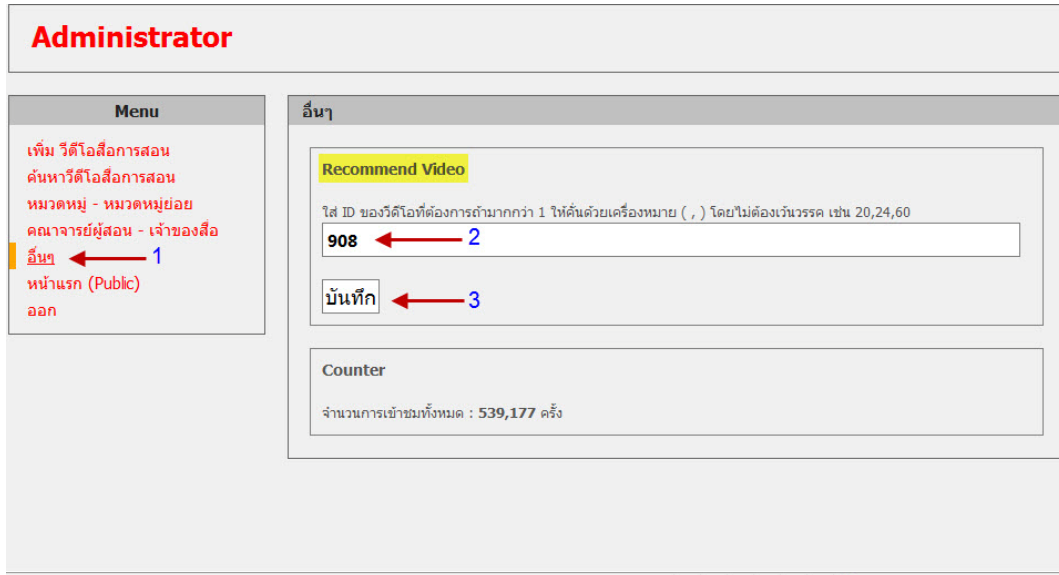 Administrator
Menu
เพิ่ม วีดีโอสื่อการสอน
ค้นหาวีดีโอสื่อการสอน
หมวดหมู่ - หมวดหมู่ย่อย
คณาจารย์ผู้สอน - เจ้าของสื่อ
อื่นๆ 1
หน้าแรก (Public)
ออก
อื่นๆ
Recommend Video
ใส่ ID ของวีดีโอที่ต้องการถ้ามากกว่า 1 ให้คั่นด้วยเครื่องหมาย ( , ) โดยไม่ต้องเว้นวรรค เช่น 20,24,60
908 2
บันทึก 3
Counter
จำนวนการเข้าชมทั้งหมด : 539,177 ครั้ง